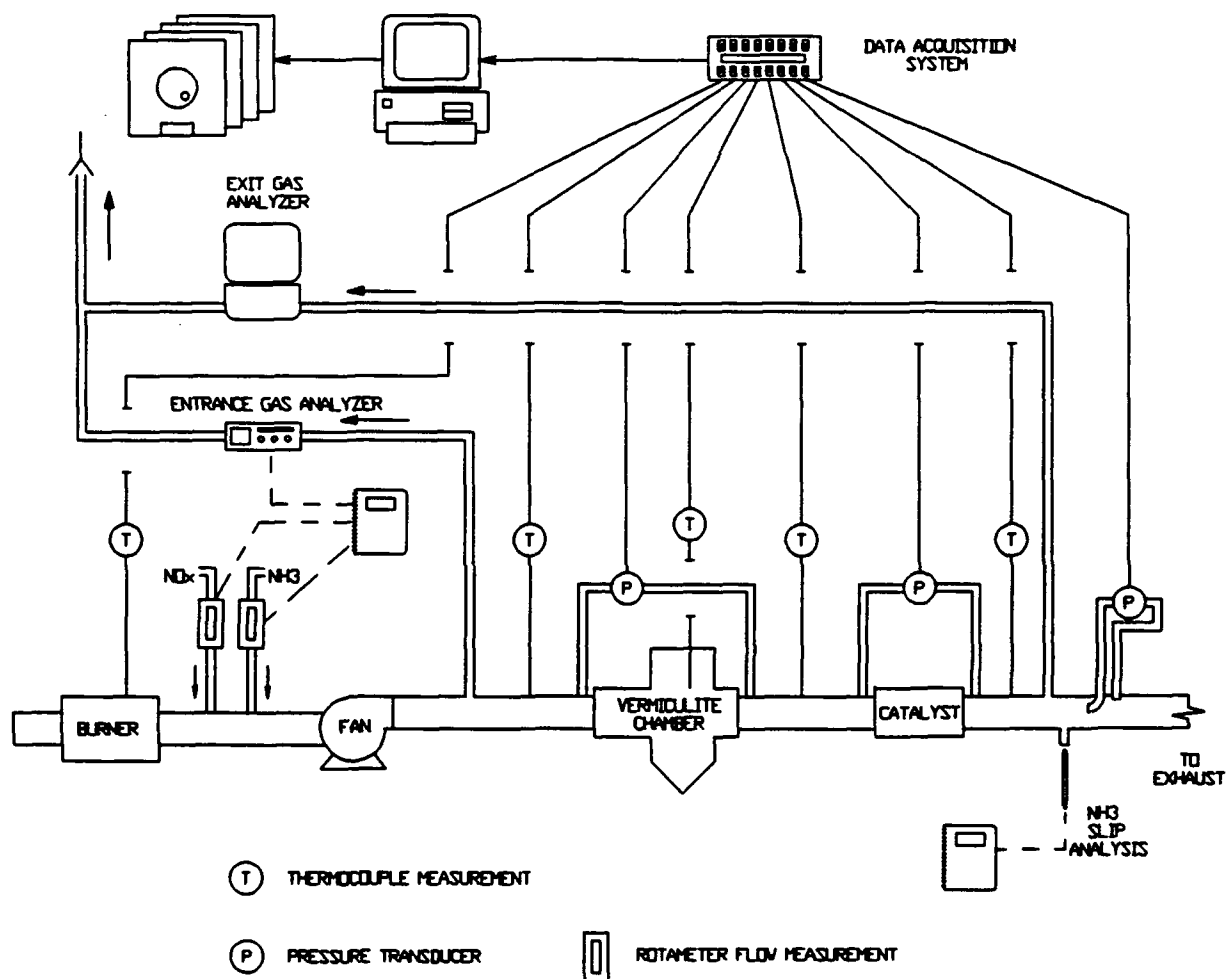 DATA ACQUISITION
SYSTEM
EXIT GAS
ANALYZER
ENTRANCE GAS ANALYZER
T
T
T
T
T
NOx
NH3
P
P
P
BURNER
FAN
VERMICULITE
CHAMBER
CATALYST
TO
EXHAUST
NH3
SLIP
ANALYSIS
T THERMOCOUPLE MEASUREMENT
P PRESSURE TRANSDUCER
ROTAMETER FLOW MEASUREMENT